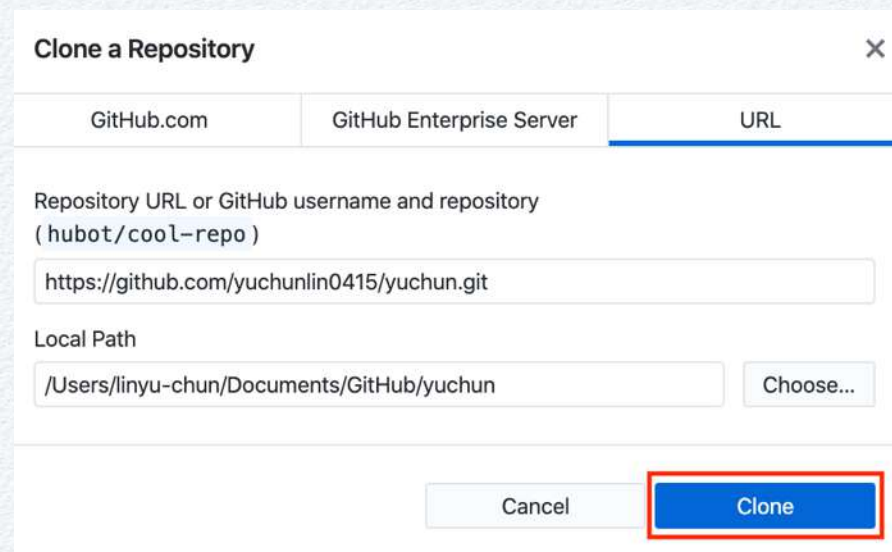 Clone a Repository
GitHub.com
GitHub Enterprise Server
URL
Repository URL or GitHub username and repository
(hubot/cool-repo)
https://github.com/yuchunlin0415/yuchun.git
Local Path
/Users/linyu-chun/Documents/GitHub/yuchun
Choose...
Cancel
Clone